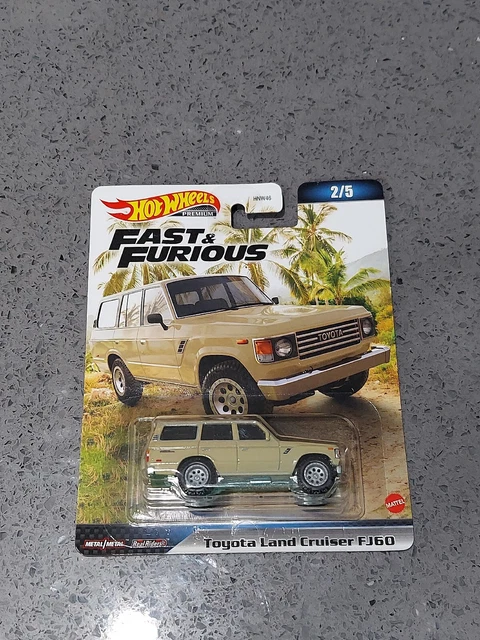 2/5
HOT WHEELS
PREMIUM
HNW46
FAST &
FURIOUS
TOYOTA
MATTEL
METAL/METAL
Real Riders®
Toyota Land Cruiser FJ60